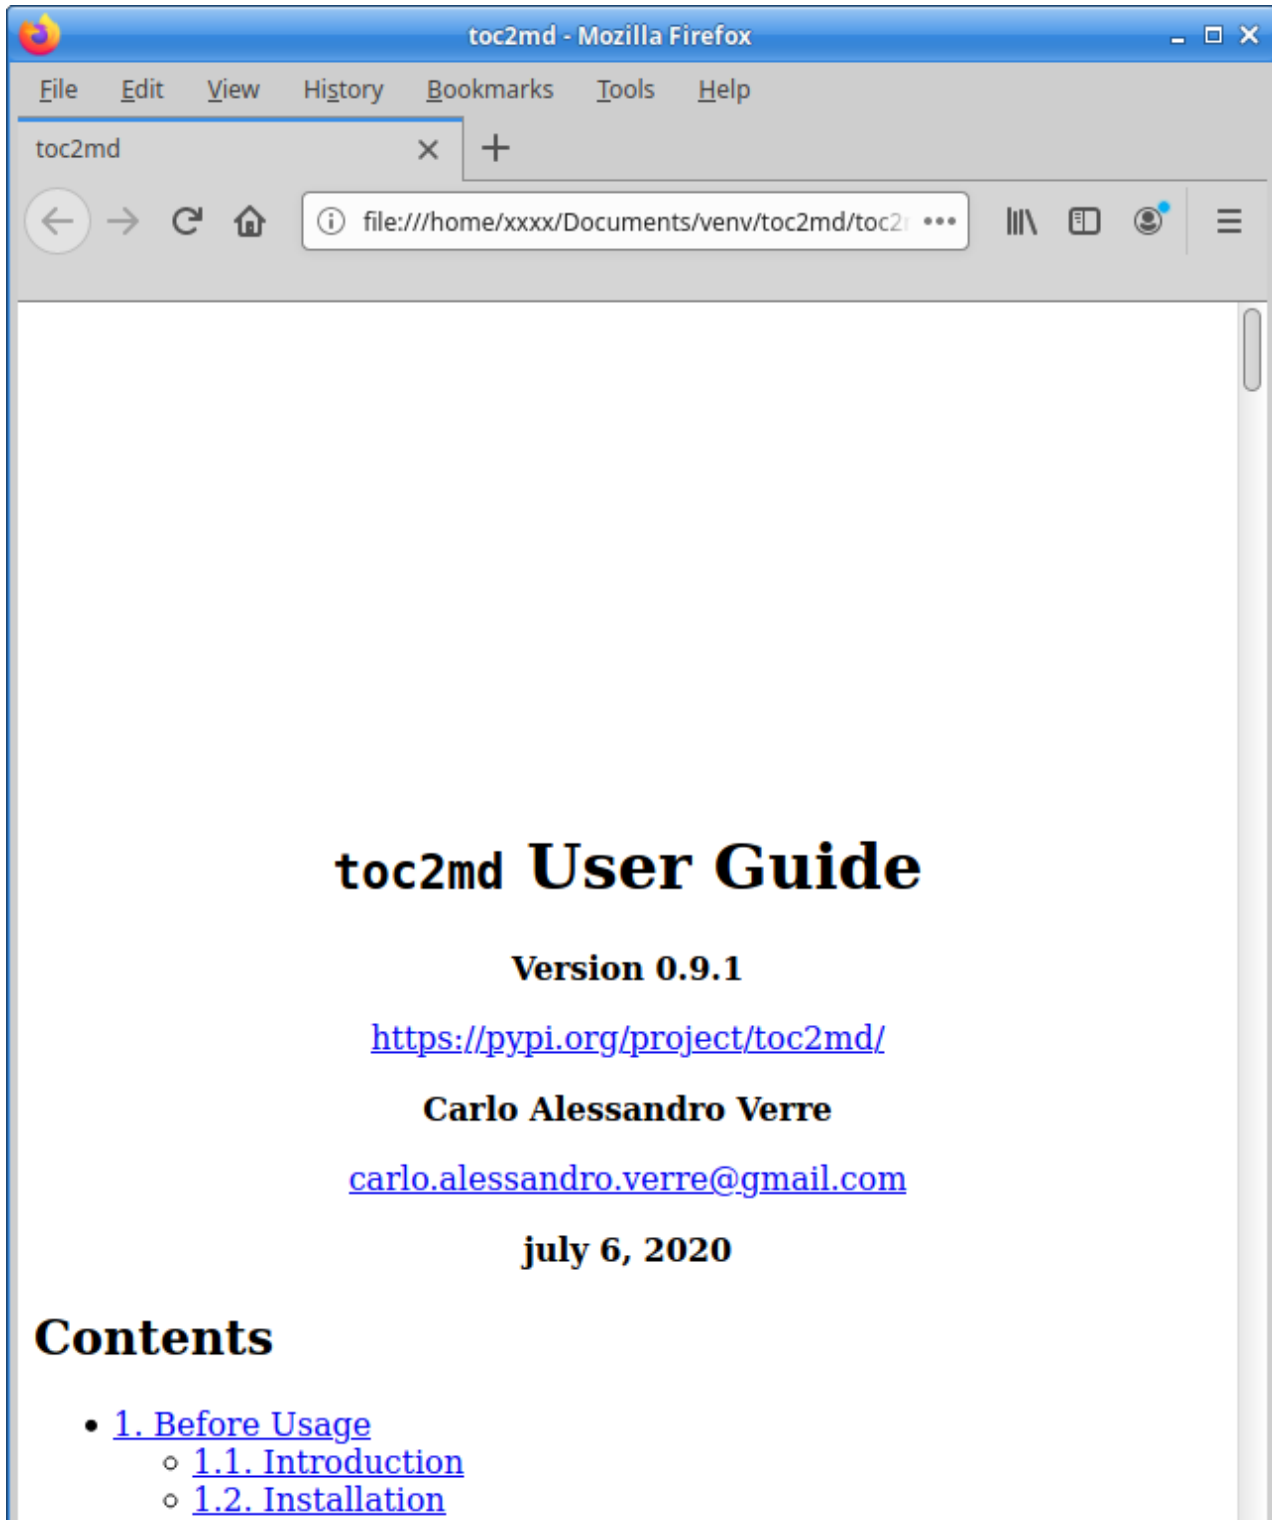 toc2md - Mozilla Firefox
File Edit View History Bookmarks Tools Help
toc2md
file:///home/xxxx/Documents/venv/toc2md/toc2
toc2md User Guide
Version 0.9.1
https://pypi.org/project/toc2md/
Carlo Alessandro Verre
carlo.alessandro.verre@gmail.com
july 6, 2020
Contents
• 1. Before Usage
◦ 1.1. Introduction
◦ 1.2. Installation